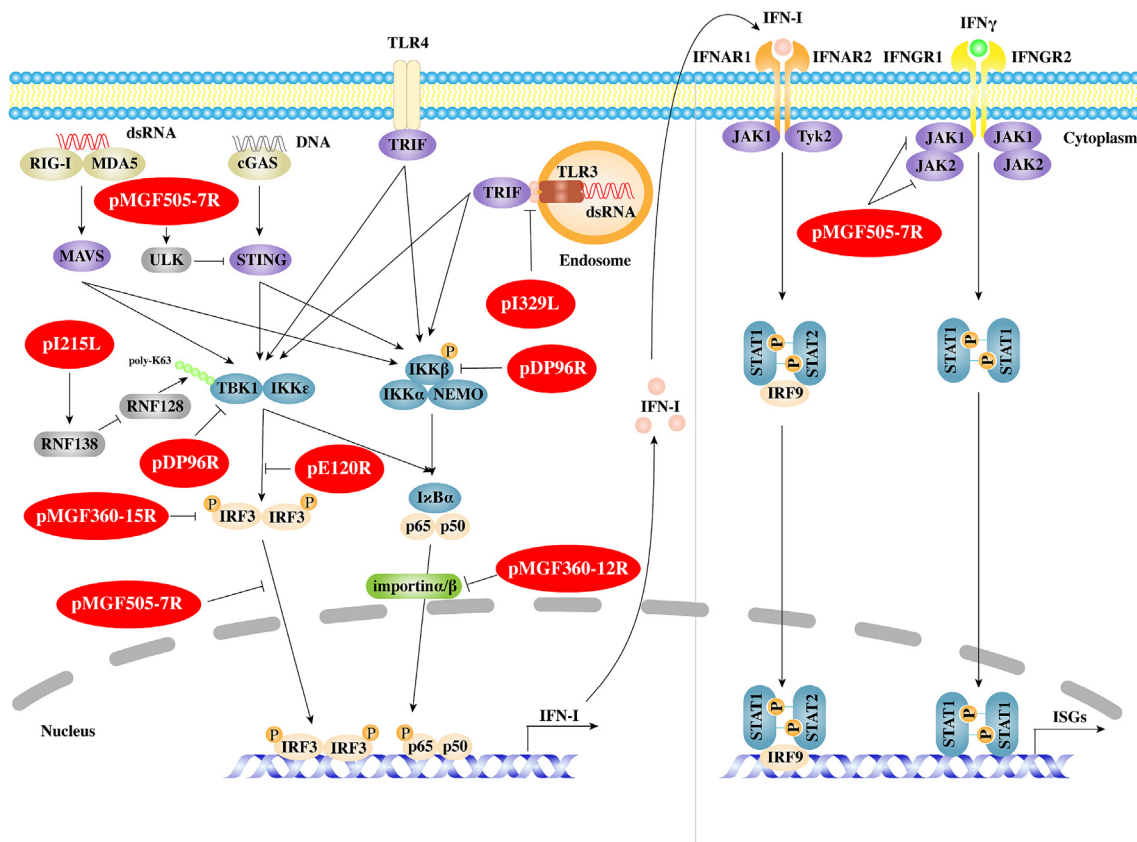 IFN-I
IFNγ
TLR4
IFNAR1
IFNAR2
IFNGR1
IFNGR2
dsRNA
DNA
TRIF
JAK1
Tyk2
JAK1
JAK1
Cytoplasm
RIG-I
MDA5
cGAS
JAK2
JAK2
TLR3
TRIF
pMGF505-7R
dsRNA
pMGF505-7R
MAVS
ULK
STING
Endosome
pI329L
pI215L
STAT1
P
P
STAT2
STAT1
P
P
STAT1
P
poly-K63
IKKβ
pDP96R
TBK1
IKKε
IKKα
NEMO
IRF9
RNF128
IFN-I
RNF138
pDP96R
pE120R
IκBα
P
P
pMGF360-15R
IRF3
IRF3
p65
p50
pMGF360-12R
importinα/β
pMGF505-7R
STAT1
P
P
STAT2
STAT1
P
P
STAT1
Nucleus
IFN-I
ISGs
P
P
P
IRF3
IRF3
p65
p50
IRF9